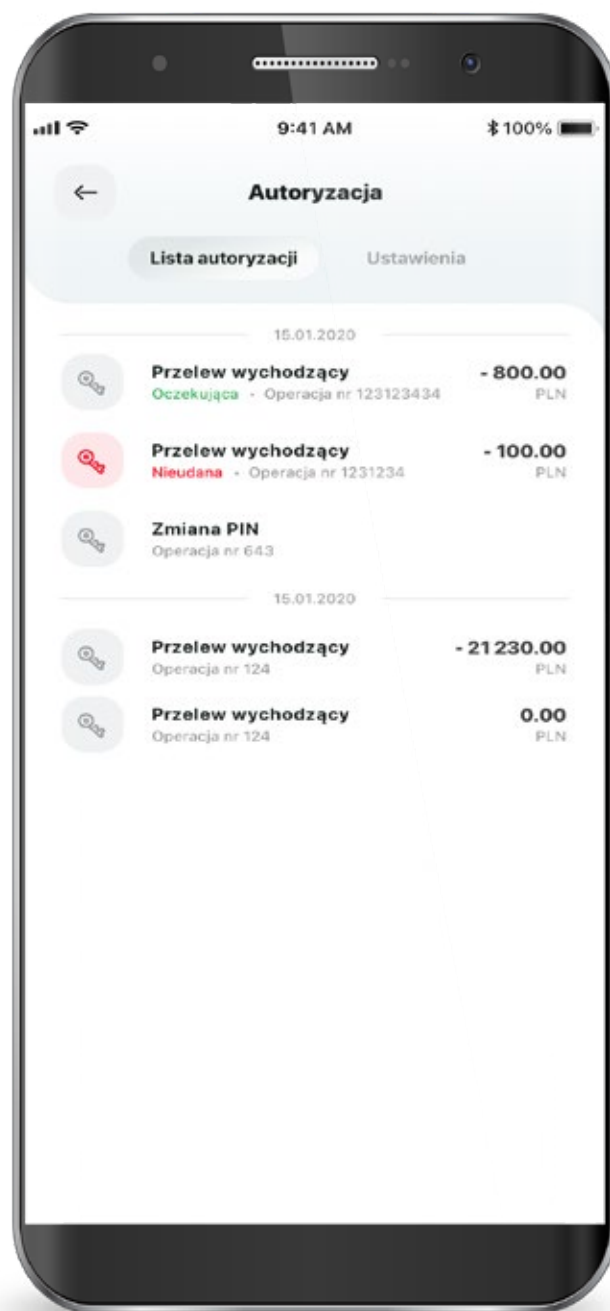 9:41 AM
100%
Autoryzacja
Lista autoryzacji Ustawienia
15.01.2020
Przelew wychodzący - 800.00
Oczekująca • Operacja nr 123123434 PLN
Przelew wychodzący - 100.00
Nieudana • Operacja nr 1231234 PLN
Zmiana PIN
Operacja nr 643
15.01.2020
Przelew wychodzący - 21 230.00
Operacja nr 124 PLN
Przelew wychodzący 0.00
Operacja nr 124 PLN